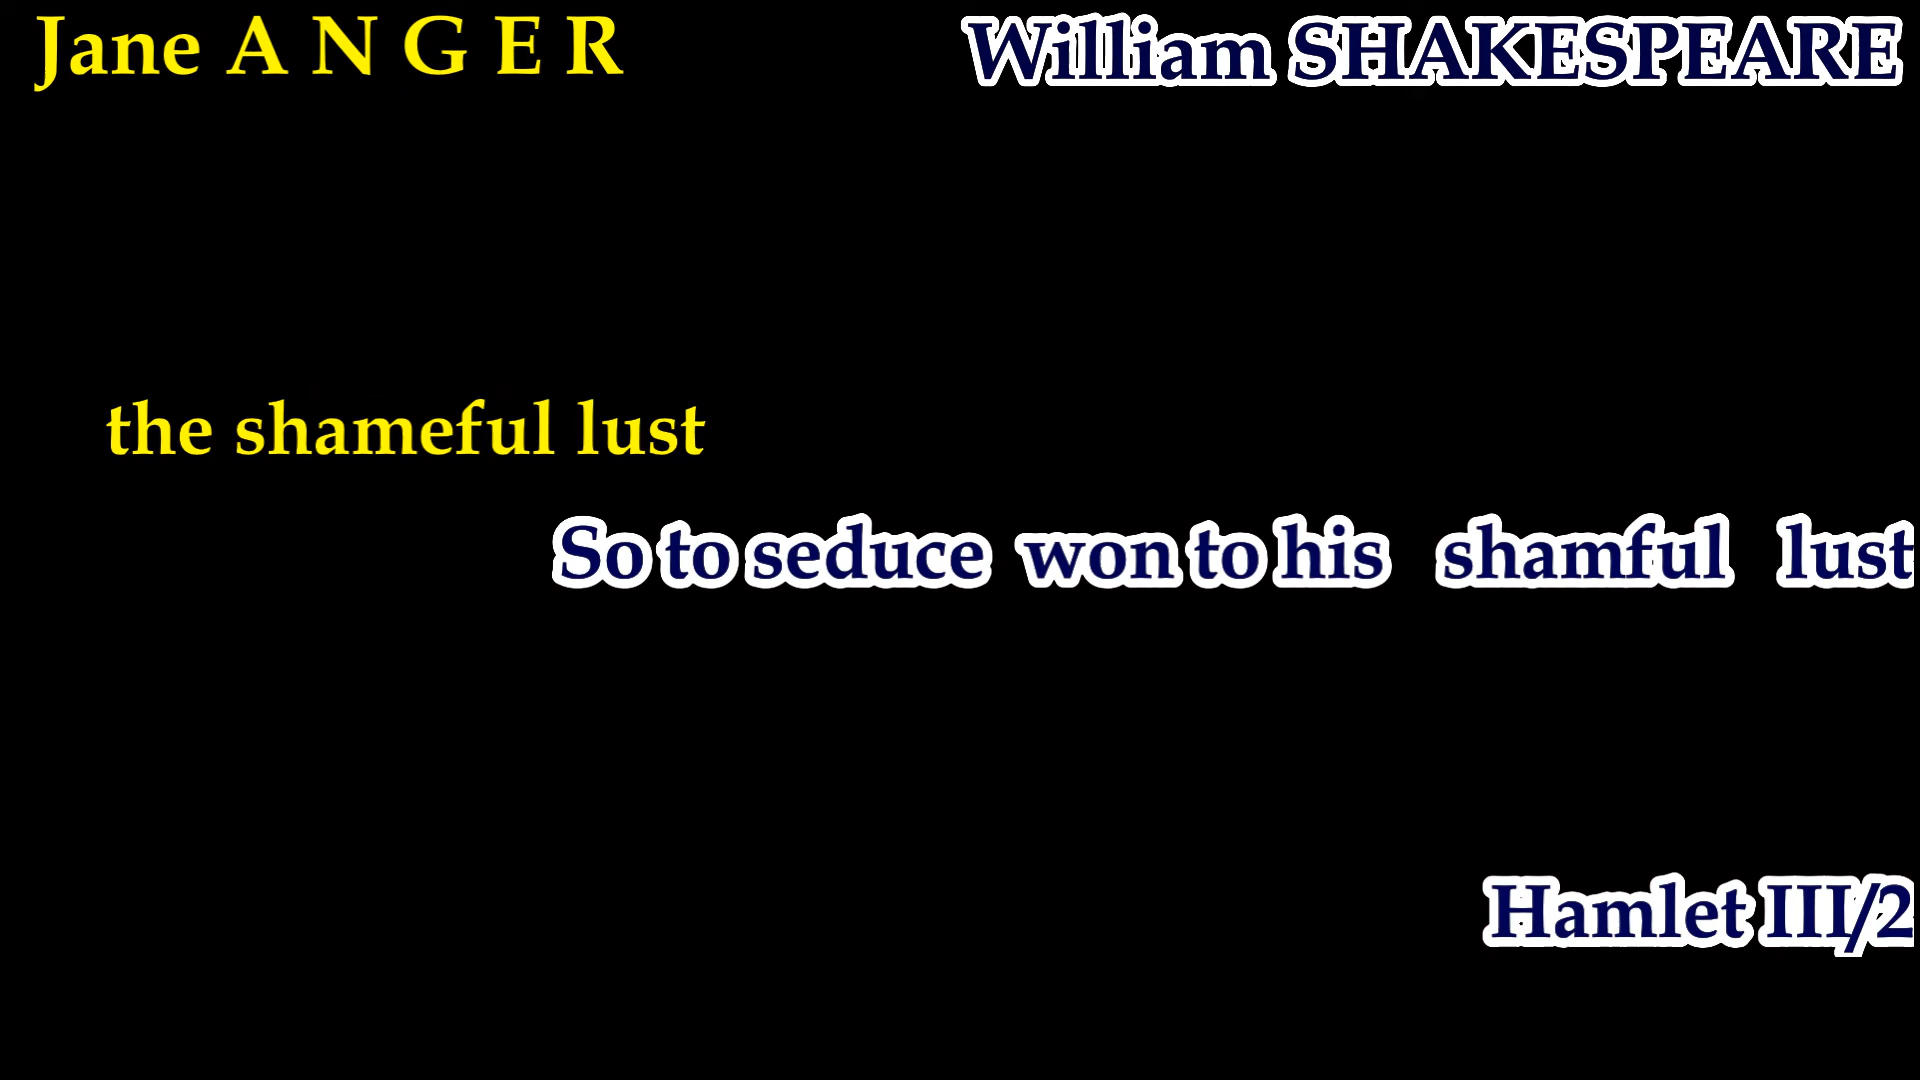 Jane A N G E R
William SHAKESPEARE
the shameful lust
So to seduce won to his shamful lust
Hamlet III/2